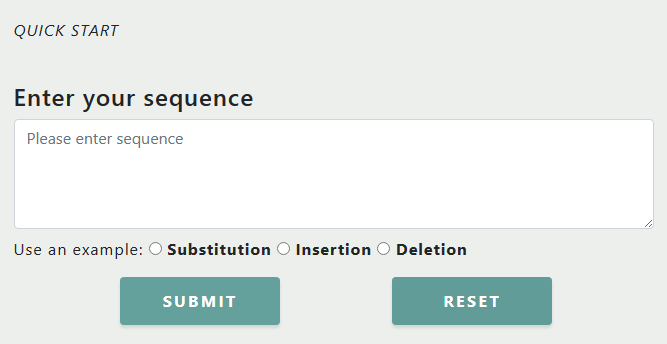 QUICK START
Enter your sequence
Please enter sequence
Use an example: Substitution Insertion Deletion
SUBMIT RESET